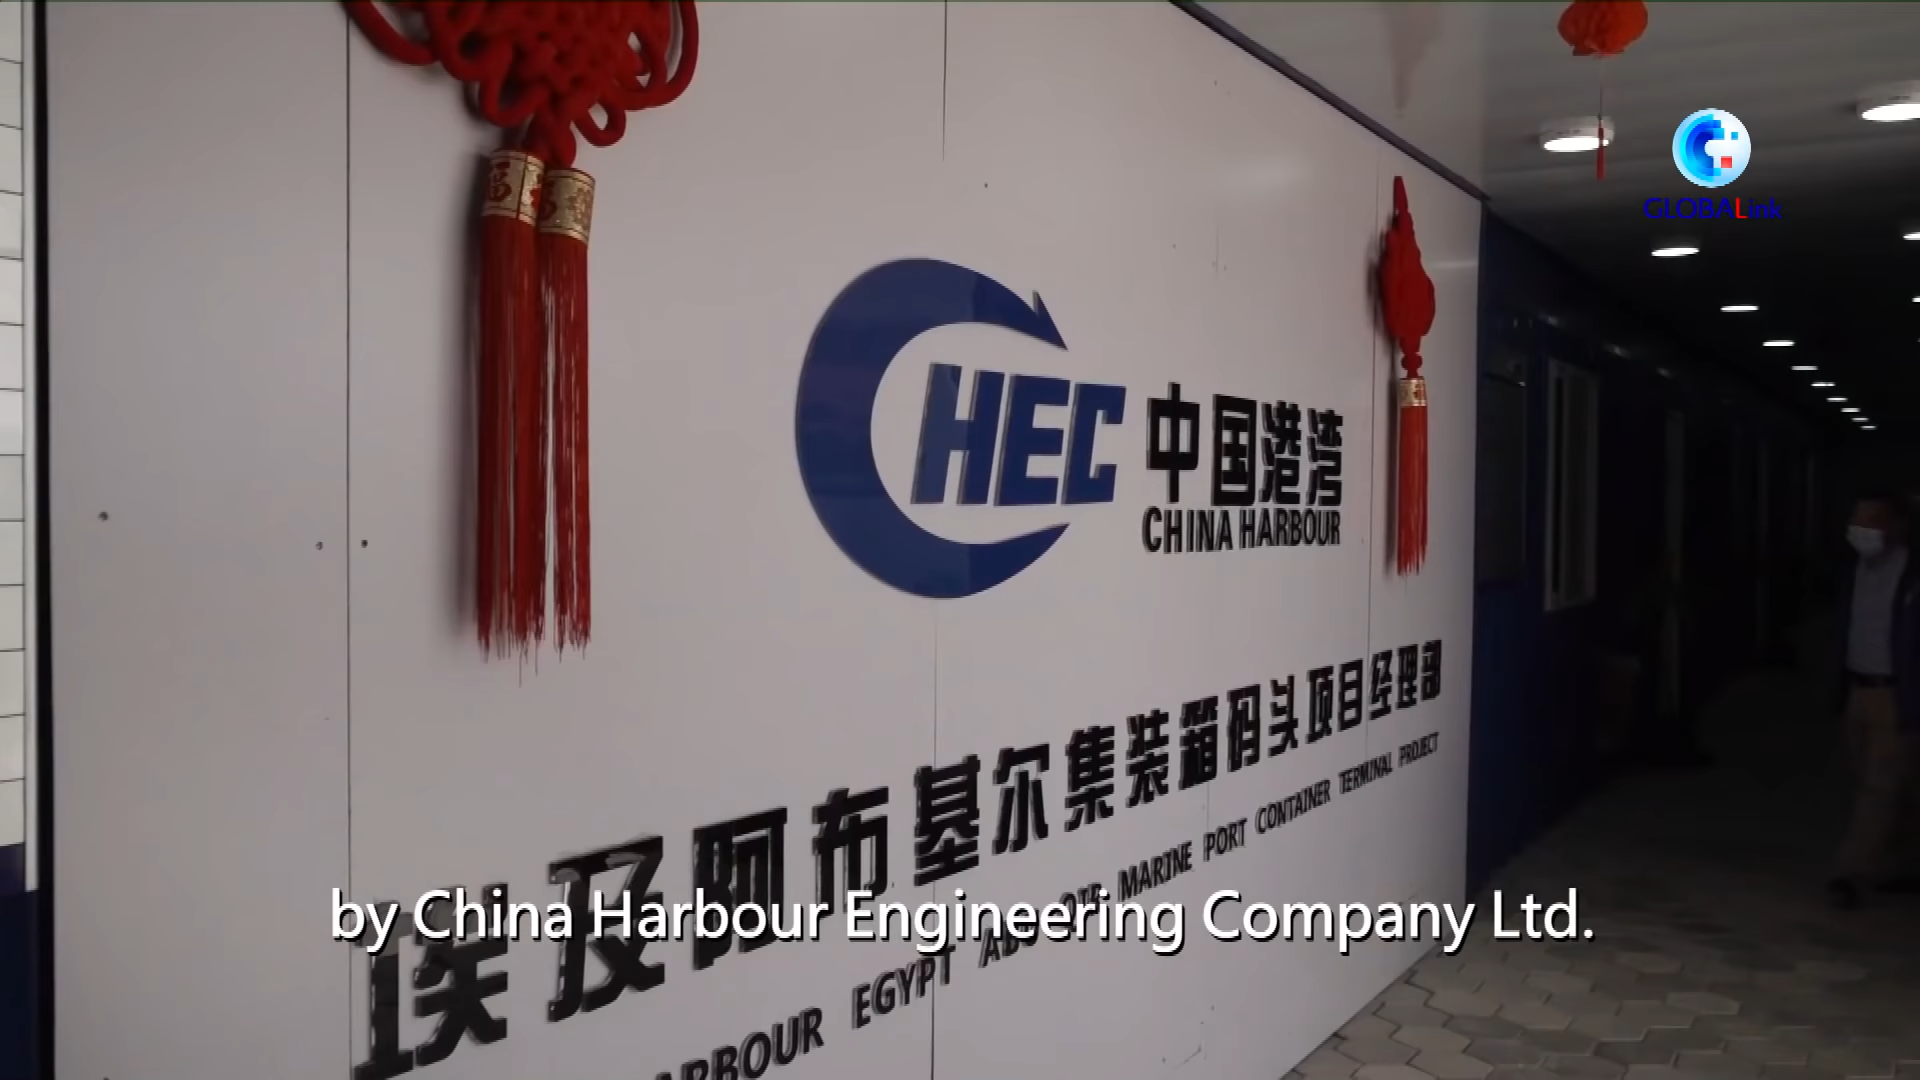 福
GLOBALink
CHEC 中国港湾
CHINA HARBOUR
埃及阿布基尔集装箱码头项目经理部
EGYPT MARINE PORT CONTAINER TERMINAL PROJECT
by China Harbour Engineering Company Ltd.